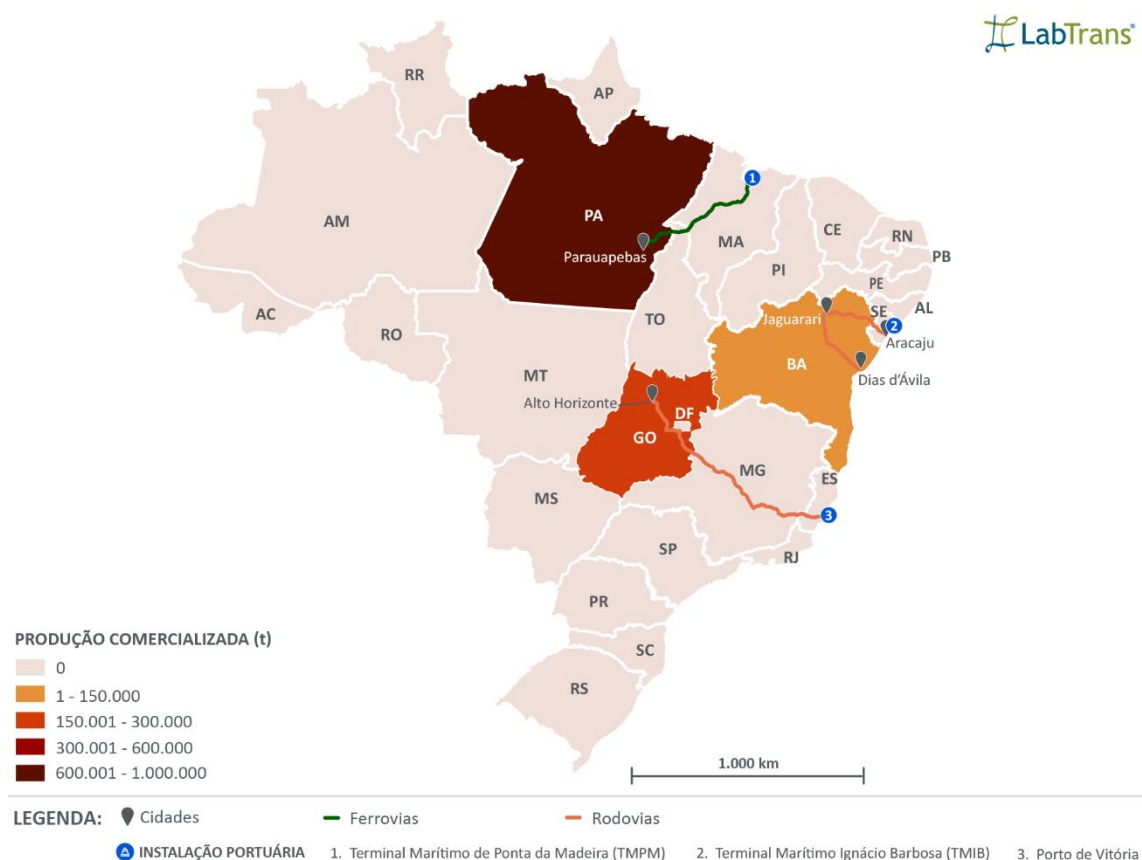 LabTrans
RR
AP
AM
PA
Parauapebas
MA
CE
RN
PB
PI
PE
AL
SE
AC
RO
TO
Jaguarari
Aracaju
BA
Dias d'Ávila
MT
Alto Horizonte
DF
GO
MG
ES
MS
SP
RJ
PR
SC
RS
1
2
3
PRODUÇÃO COMERCIALIZADA (t)
0
1 - 150.000
150.001 - 300.000
300.001 - 600.000
600.001 - 1.000.000
1.000 km
LEGENDA: Cidades Ferrovias Rodovias
INSTALAÇÃO PORTUÁRIA 1. Terminal Marítimo de Ponta da Madeira (TMPM) 2. Terminal Marítimo Ignácio Barbosa (TMIB) 3. Porto de Vitória